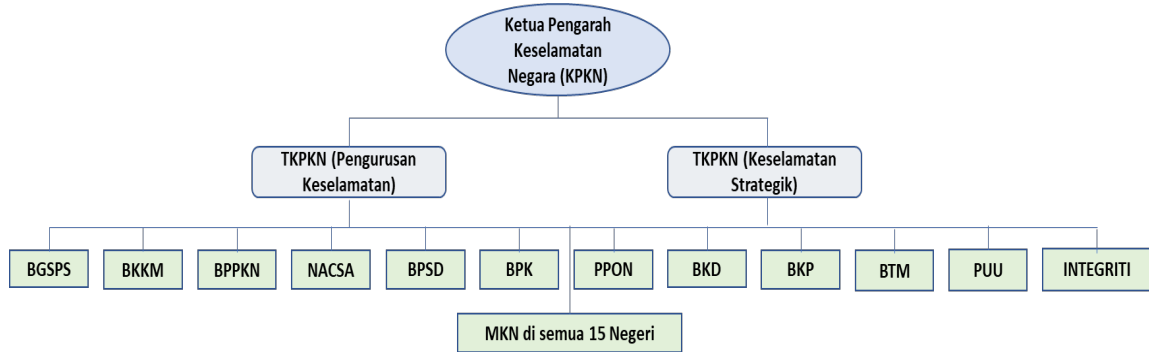 Ketua Pengarah
Keselamatan
Negara (KPKN)
TKPKN (Pengurusan
Keselamatan)
TKPKN (Keselamatan
Strategik)
BGSPS
BKKM
BPPKN
NACSA
BPSD
BPK
PPON
BKD
BKP
BTM
PUU
INTEGRITI
MKN di semua 15 Negeri